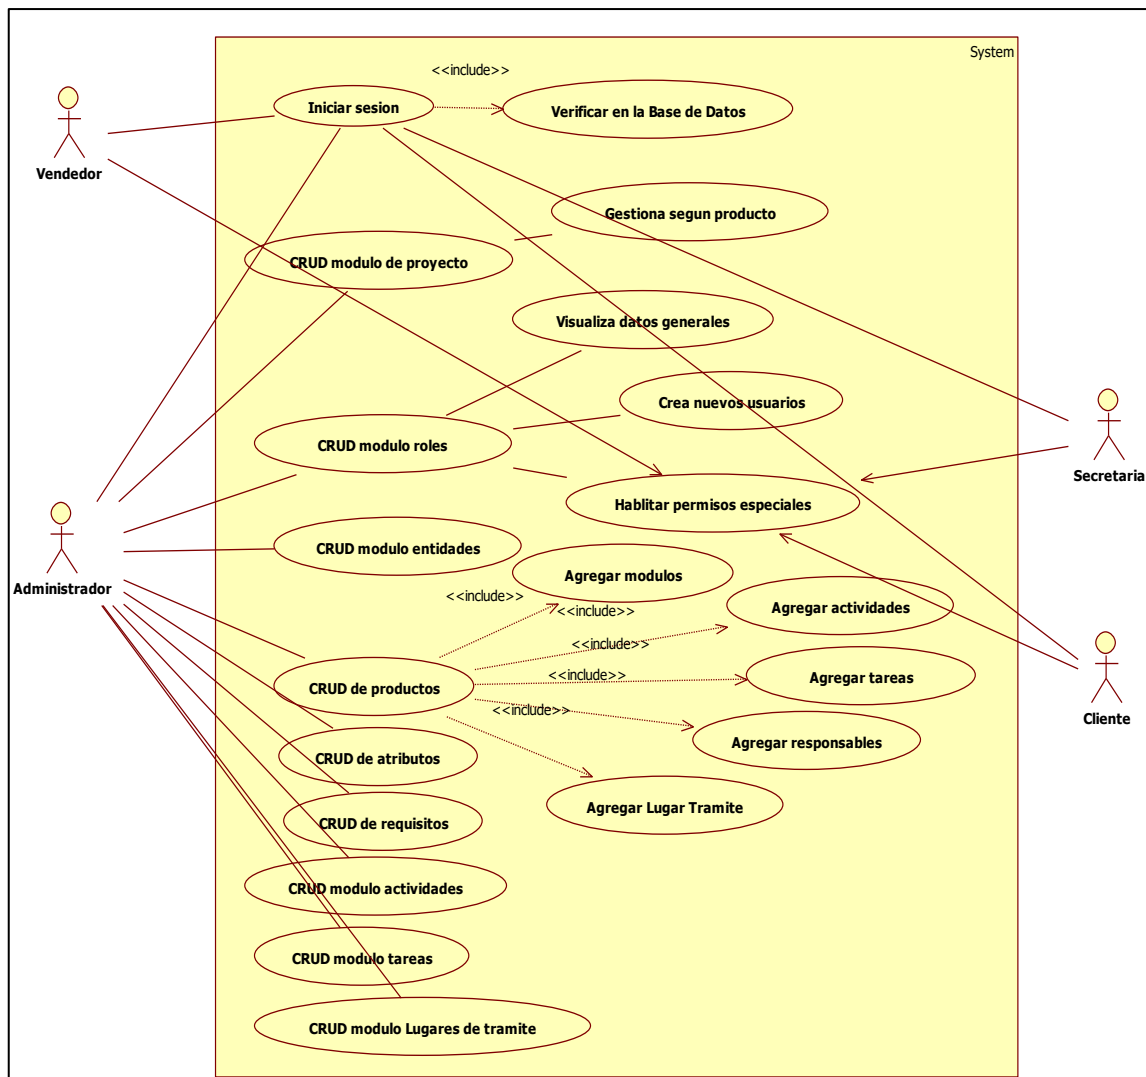 System
<<include>>
Iniciar sesion
Verificar en la Base de Datos
Vendedor
Gestiona segun producto
CRUD modulo de proyecto
Visualiza datos generales
Crea nuevos usuarios
CRUD modulo roles
Secretaria
Hablitar permisos especiales
CRUD modulo entidades
Administrador
Agregar modulos
<<include>>
<<include>>
Agregar actividades
<<include>>
Agregar tareas
<<include>>
CRUD de productos
<<include>>
Cliente
Agregar responsables
CRUD de atributos
Agregar Lugar Tramite
CRUD de requisitos
CRUD modulo actividades
CRUD modulo tareas
CRUD modulo Lugares de tramite